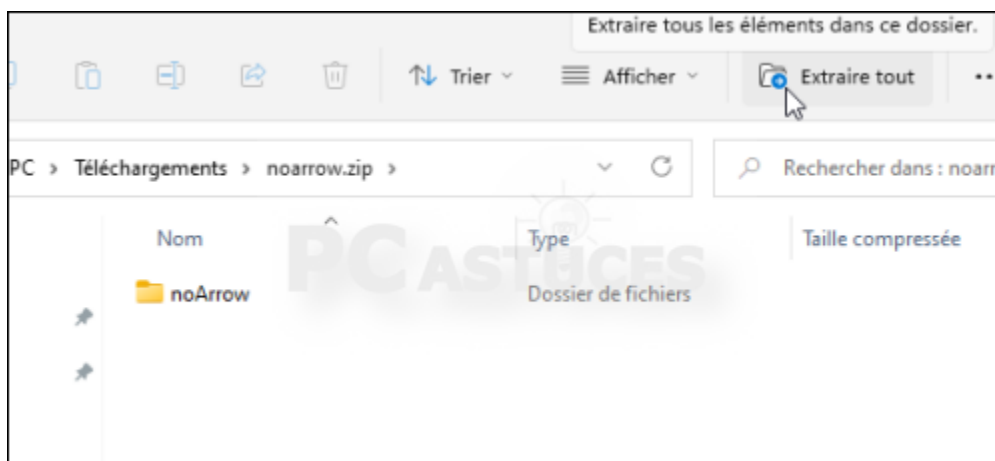 Extraire tous les éléments dans ce dossier.
Trier Afficher Extraire tout
PC > Téléchargements > noarrow.zip >
Rechercher dans : noarr
Nom Type Taille compressée
PC ASTUCES
noArrow Dossier de fichiers